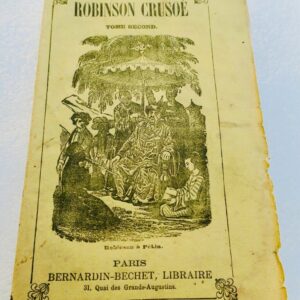 ROBINSON CRUSOÉ
TOME SECOND.
Robinson à Pékin.
PARIS
BERNARDIN-BECHET, LIBRAIRE
31, Quai des Grands-Augustins.